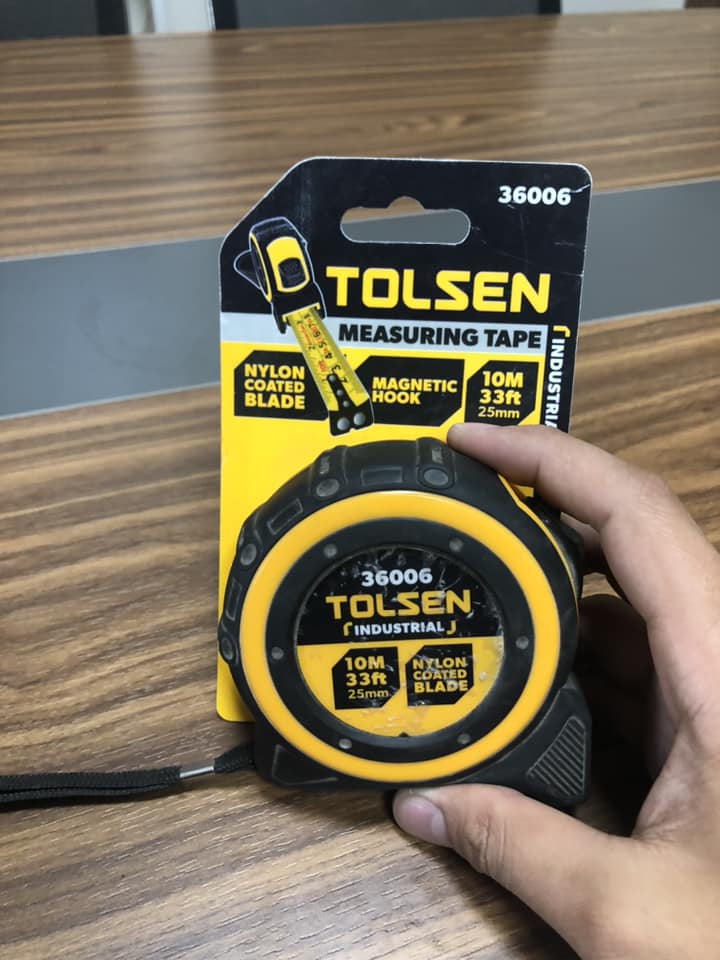 36006
TOLSEN
MEASURING TAPE
INDUSTRIA
NYLON
COATED
BLADE
MAGNETIC
HOOK
10M
33ft
25mm
36006
TOLSEN
INDUSTRIAL
10M
33ft
25mm
NYLON
COATED
BLADE